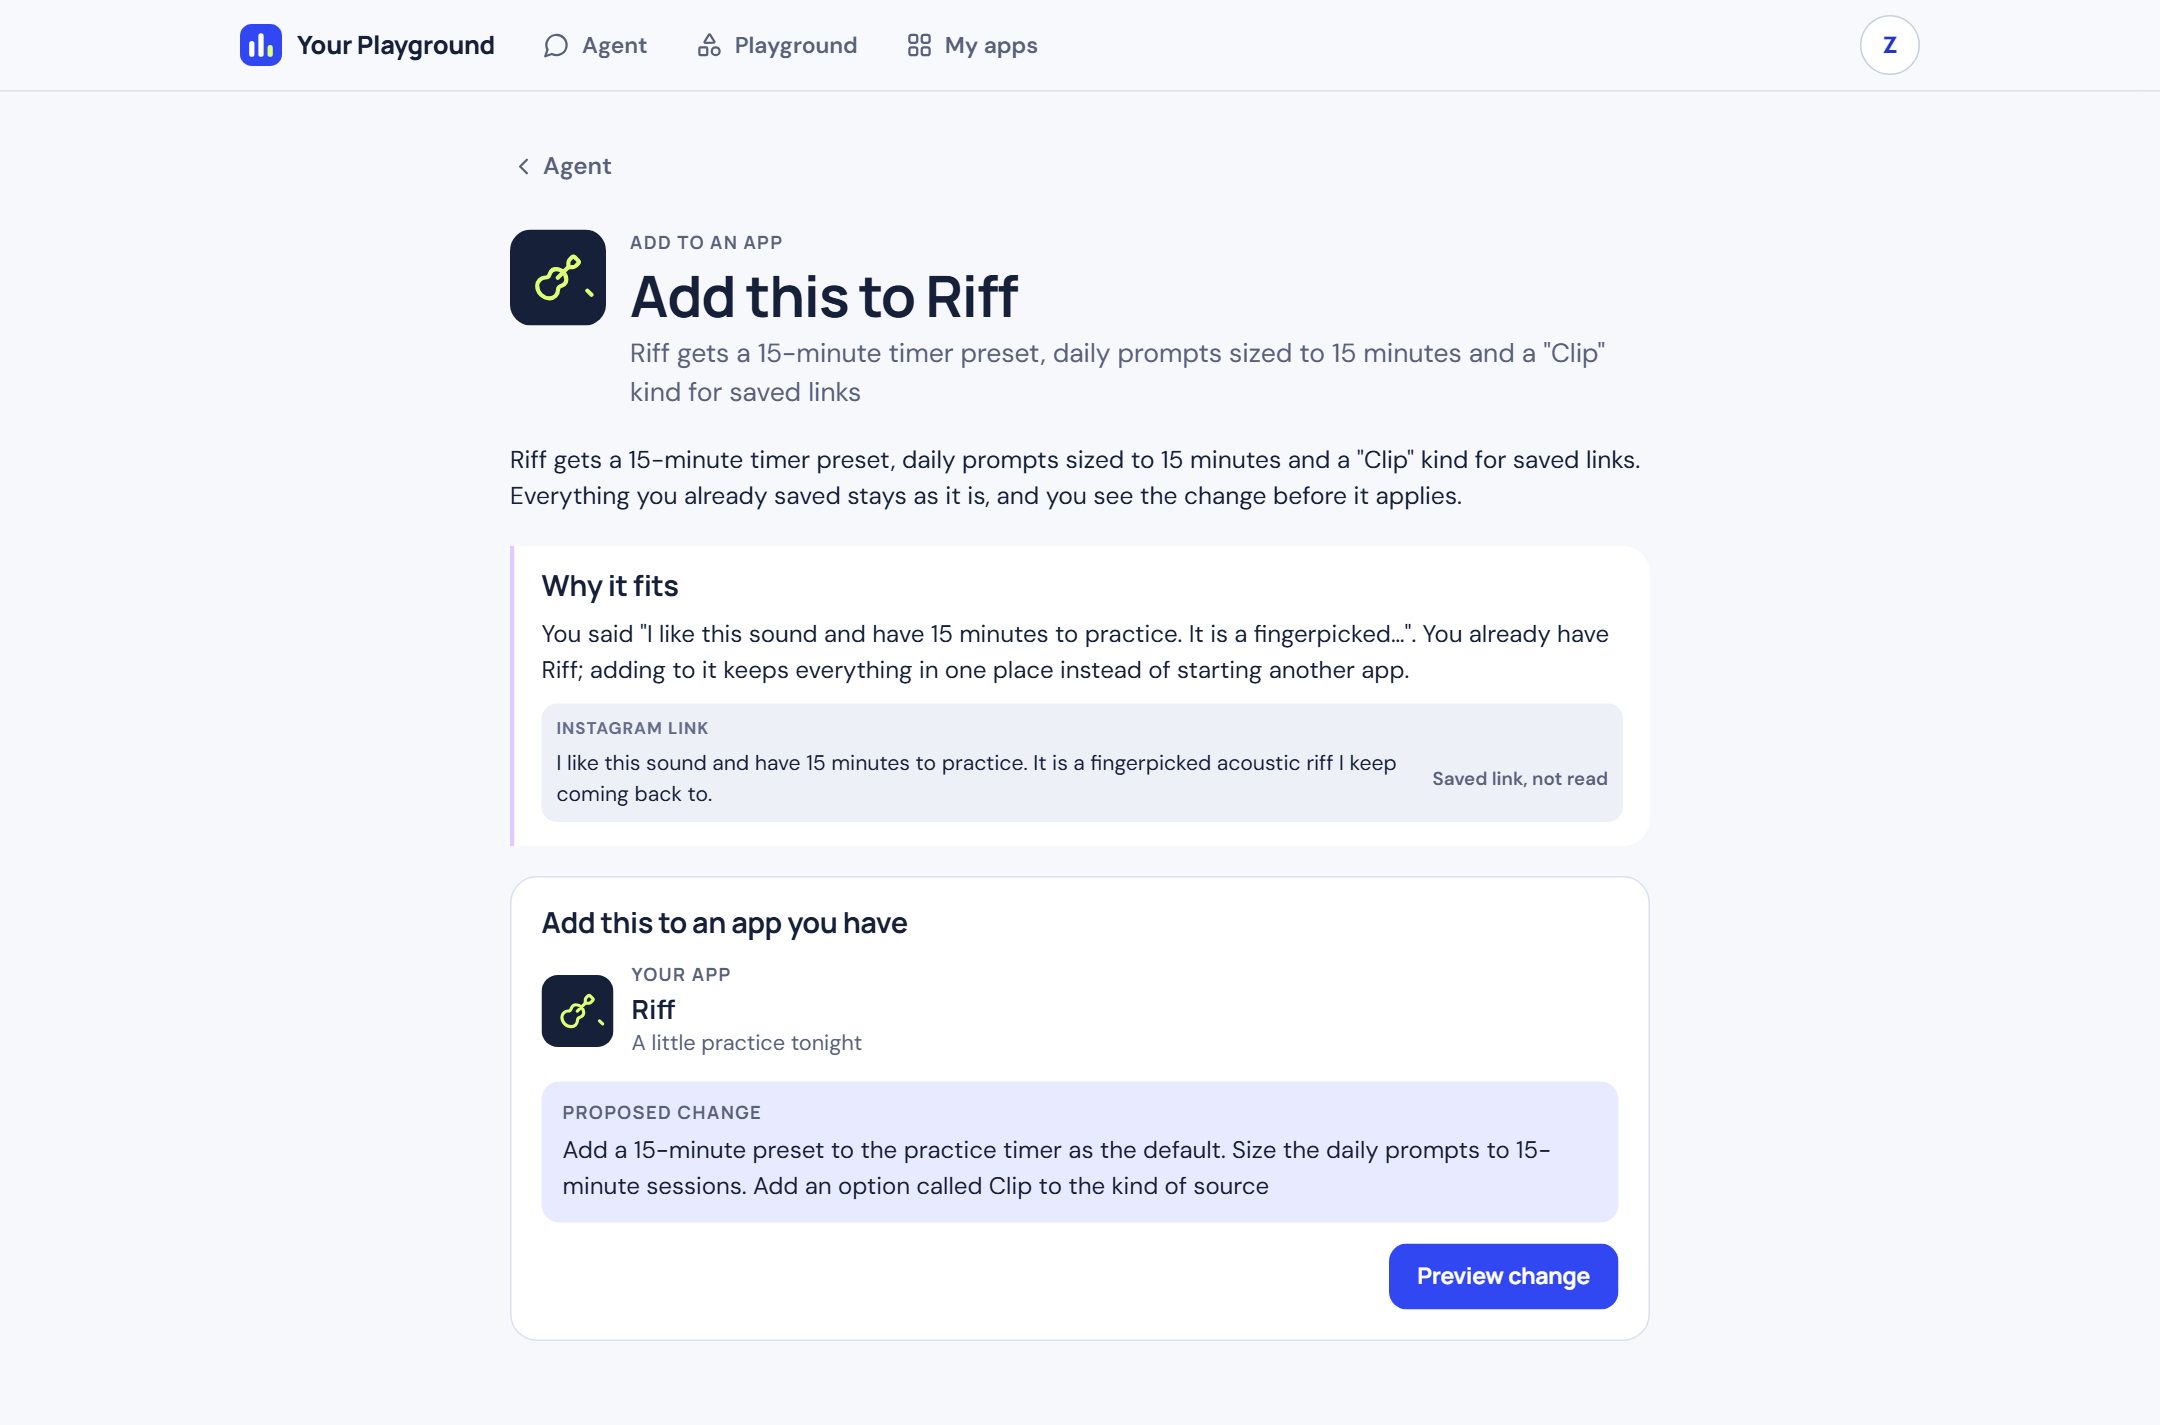 Your Playground
Agent
Playground
My apps
Z
Agent
ADD TO AN APP
Add this to Riff
Riff gets a 15-minute timer preset, daily prompts sized to 15 minutes and a "Clip"
kind for saved links
Riff gets a 15-minute timer preset, daily prompts sized to 15 minutes and a "Clip" kind for saved links.
Everything you already saved stays as it is, and you see the change before it applies.
Why it fits
You said "I like this sound and have 15 minutes to practice. It is a fingerpicked...". You already have
Riff; adding to it keeps everything in one place instead of starting another app.
INSTAGRAM LINK
I like this sound and have 15 minutes to practice. It is a fingerpicked acoustic riff I keep
coming back to.
Saved link, not read
Add this to an app you have
YOUR APP
Riff
A little practice tonight
PROPOSED CHANGE
Add a 15-minute preset to the practice timer as the default. Size the daily prompts to 15-
minute sessions. Add an option called Clip to the kind of source
Preview change